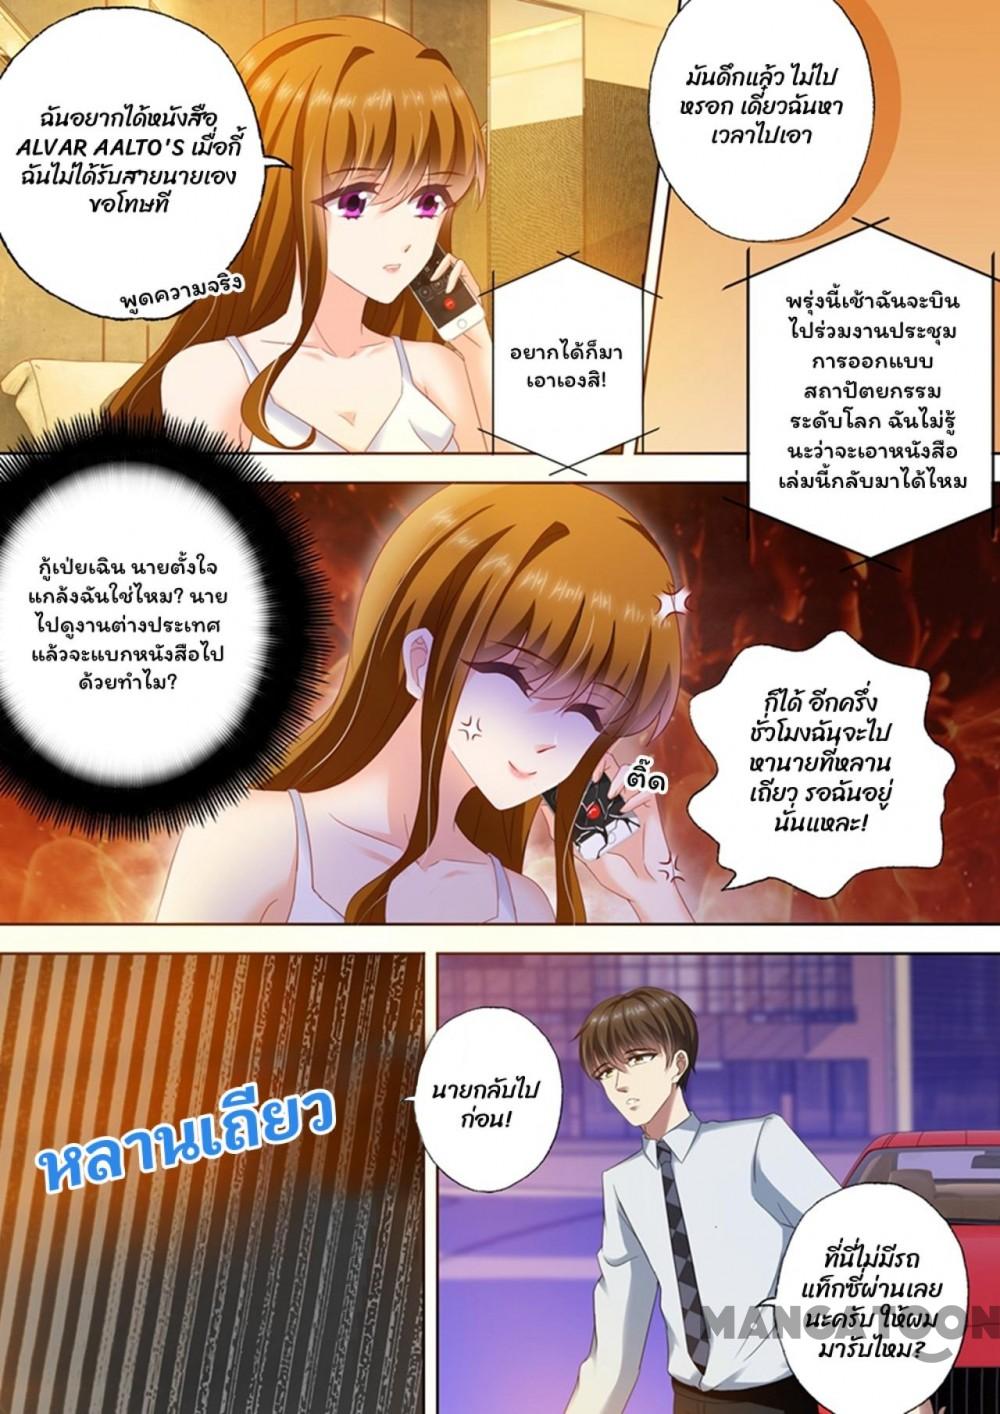 ฉันอยากได้หนังสือ
ALVAR AALTO'S เมื่อกี้
ฉันไม่ได้รับสายนายเอง
ขอโทษที
พูดความจริง
อยากได้ก็มา
เอาเองสิ!
มันดึกแล้ว ไม่ไป
หรอก เดี๋ยวฉันหา
เวลาไปเอา
พรุ่งนี้เช้าฉันจะบิน
ไปร่วมงานประชุม
การออกแบบ
สถาปัตยกรรม
ระดับโลก ฉันไม่รู้
นะว่าจะเอาหนังสือ
เล่มนี้กลับมาได้ไหม
กู้เป่ยเฉิน นายตั้งใจ
แกล้งฉันใช่ไหม? นาย
ไปดูงานต่างประเทศ
แล้วจะแบกหนังสือไป
ด้วยทำไม?
ติ๊ด
ก็ได้ อีกครึ่ง
ชั่วโมงฉันจะไป
หานายที่หลาน
เถียว รอฉันอยู่
นั่นแหละ!
หลานเถียว
นายกลับไป
ก่อน!
ที่นี่ไม่มีรถ
แท็กซี่ผ่านเลย
นะครับ ให้ผม
มารับไหม?
MANGATOON